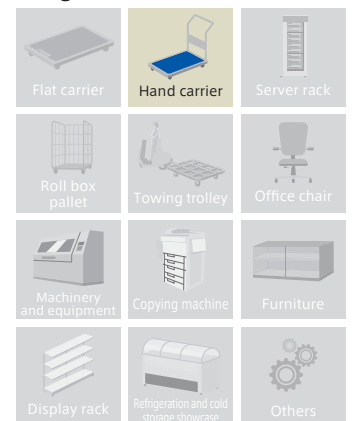 Flat carrier
Hand carrier
Server rack
Roll box
pallet
Towing trolley
Office chair
Machinery
and equipment
Copying machine
Furniture
Display rack
Refrigeration and cold
storage showcase
Others